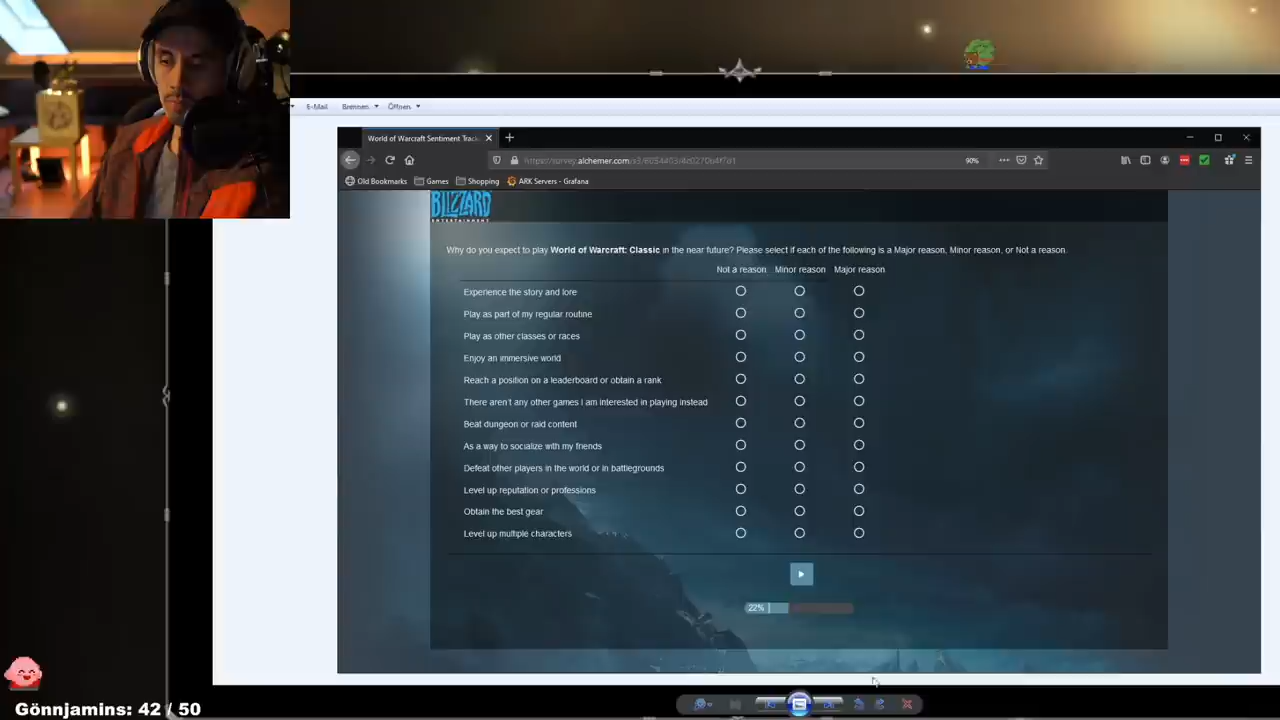 E-Mail Brennen Öffnen
World of Warcraft Sentiment Track
90%
Old Bookmarks Games Shopping ARK Servers - Grafana
BLIZZARD
ENTERTAINMENT
Why do you expect to play World of Warcraft: Classic in the near future? Please select if each of the following is a Major reason, Minor reason, or Not a reason.
Not a reason Minor reason Major reason
Experience the story and lore
Play as part of my regular routine
Play as other classes or races
Enjoy an immersive world
Reach a position on a leaderboard or obtain a rank
There aren't any other games I am interested in playing instead
Beat dungeon or raid content
As a way to socialize with my friends
Defeat other players in the world or in battlegrounds
Level up reputation or professions
Obtain the best gear
Level up multiple characters
22%
Gönnjamins: 42 / 50